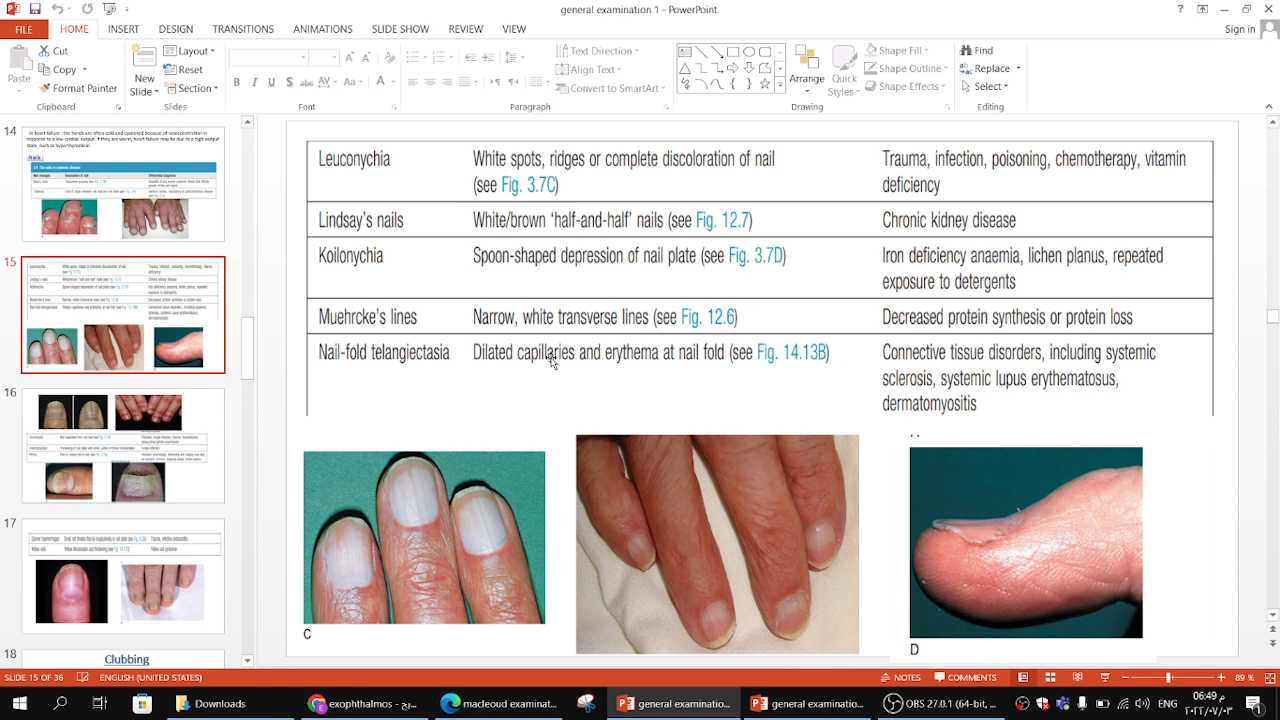 general examination 1 - PowerPoint
Sign in
FILE HOME INSERT DESIGN TRANSITIONS ANIMATIONS SLIDE SHOW REVIEW VIEW
Paste
Cut
Copy
Format Painter
Clipboard
New
Slide
Layout
Reset
Section
Slides
Font
Text Direction
Align Text
Convert to SmartArt
Paragraph
Arrange
Quick
Styles
Shape Fill
Shape Outline
Shape Effects
Drawing
Find
Replace
Select
Editing
14
Nails :
15
16
17
18
Clubbing
Leuconychia White spots, ridges or complete discoloration Trauma, infection, poisoning, chemotherapy, vitamin
(see Fig. 3.7C) deficiency
Lindsay's nails White/brown 'half-and-half' nails (see Fig. 12.7) Chronic kidney disease
Koilonychia Spoon-shaped depression of nail plate (see Fig. 3.7D) Iron deficiency anaemia, lichen planus, repeated
exposure to detergents
Muehrcke's lines Narrow, white transverse lines (see Fig. 12.6) Decreased protein synthesis or protein loss
Nail-fold telangiectasia Dilated capillaries and erythema at nail fold (see Fig. 14.13B) Connective tissue disorders, including systemic
sclerosis, systemic lupus erythematosus,
dermatomyositis
C
D
SLIDE 15 OF 36 ENGLISH (UNITED STATES) NOTES COMMENTS 89 %
Downloads
macleod examinat...
general examinatio...
general examinatio...
OBS 27.0.1 (64-bit, ...
ENG
06:49 م